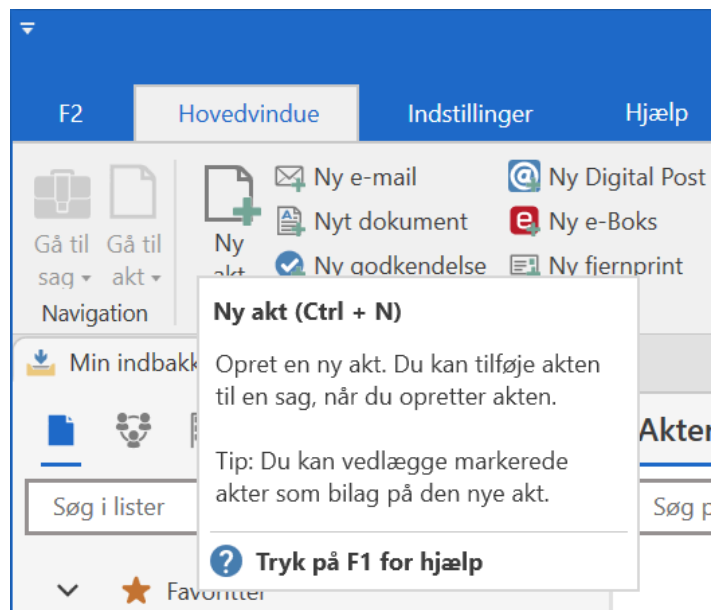 F2 Hovedvindue Indstillinger Hjælp
Gå til sag
Gå til akt
Navigation
Ny akt
Ny e-mail
Nyt dokument
Ny godkendelse
Ny Digital Post
Ny e-Boks
Ny fjernprint
Ny akt (Ctrl + N)
Opret en ny akt. Du kan tilføje akten
til en sag, når du opretter akten.
Tip: Du kan vedlægge markerede
akter som bilag på den nye akt.
Tryk på F1 for hjælp
Min indbakk
Akter
Søg i lister
Søg p
Favoritter